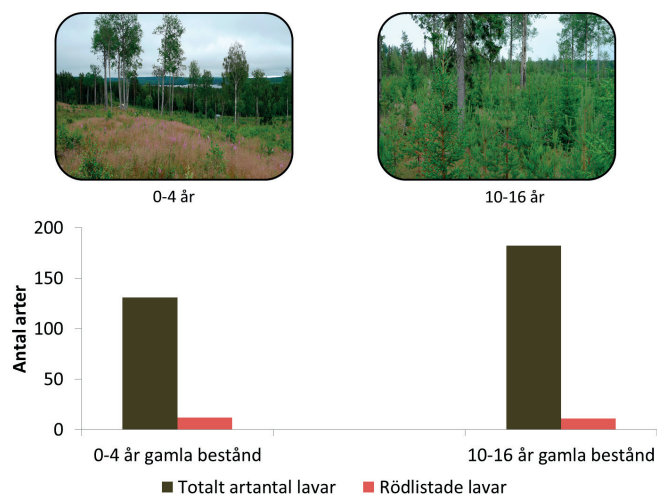 0-4 år
10-16 år
200
150
100
50
0
Antal arter
0-4 år gamla bestånd
10-16 år gamla bestånd
Totalt artantal lavar
Rödlistade lavar